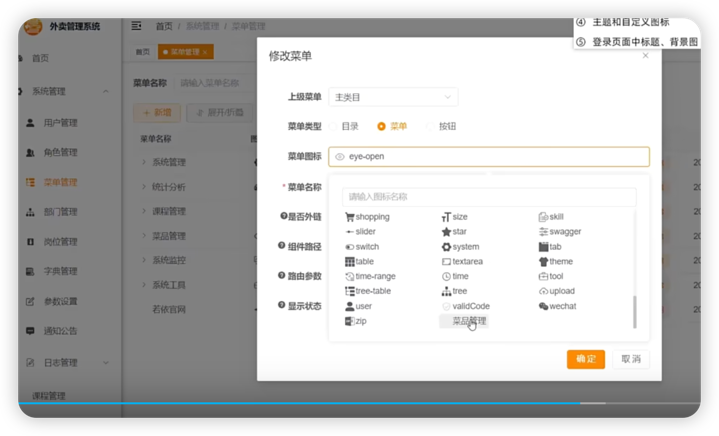 外卖管理系统
首页 / 系统管理 / 菜单管理
④ 主题和自定义图标
⑤ 登录页面中标题、背景图
首页
系统管理
用户管理
角色管理
菜单管理
部门管理
岗位管理
字典管理
参数设置
通知公告
日志管理
课程管理
首页
菜单管理
菜单名称 请输入菜单名称
+ 新增 展开/折叠
菜单名称
系统管理
统计分析
课程管理
菜品管理
系统监控
系统工具
若依官网
修改菜单
上级菜单 主类目
菜单类型 目录 菜单 按钮
菜单图标 eye-open
* 菜单名称
请输入图标名称
是否外链
组件路径
路由参数
显示状态
shopping size skill
slider star swagger
switch system tab
table textarea theme
time-range time tool
tree-table tree upload
user validCode wechat
zip 菜品管理
确定 取消